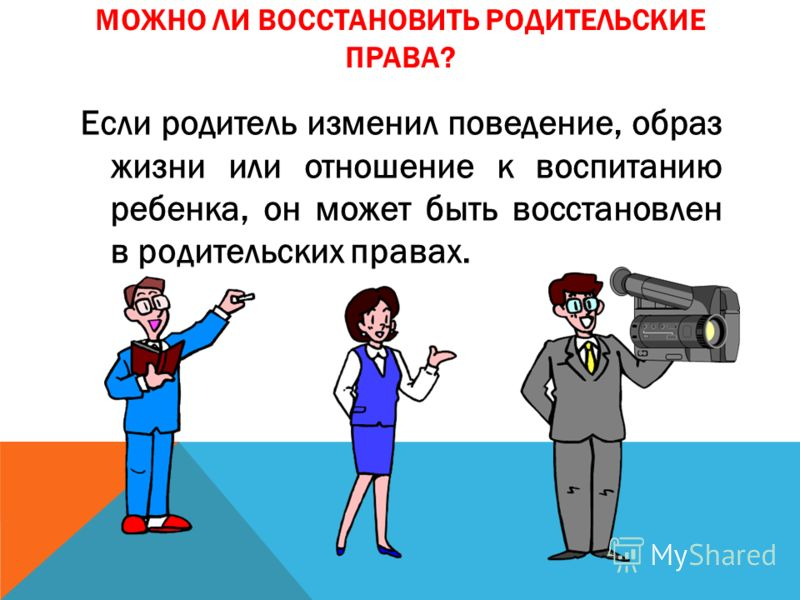 МОЖНО ЛИ ВОССТАНОВИТЬ РОДИТЕЛЬСКИЕ
ПРАВА?
Если родитель изменил поведение, образ
жизни или отношение к воспитанию
ребенка, он может быть восстановлен
в родительских правах.
MyShared